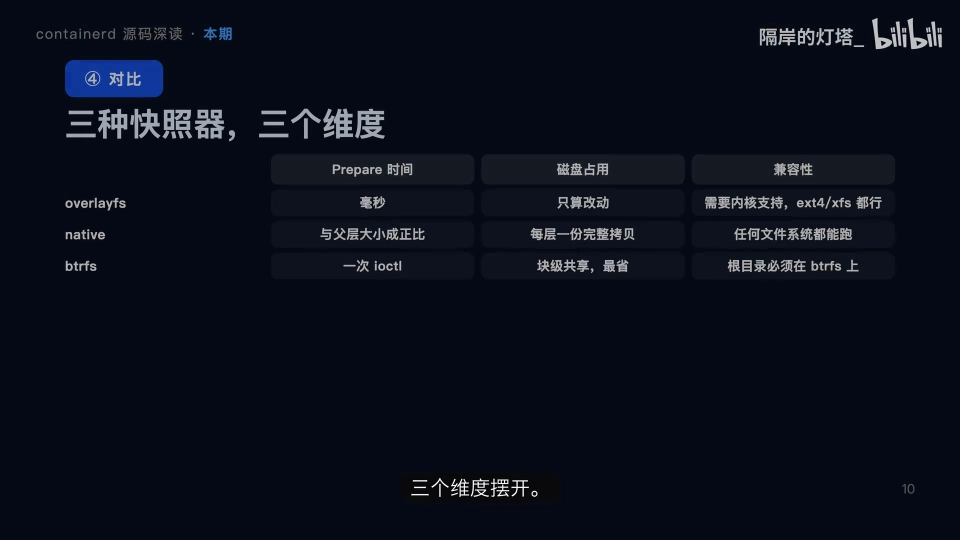 containerd 源码深读 · 本期
隔岸的灯塔_ bilibili
④ 对比
三种快照器，三个维度
Prepare 时间 磁盘占用 兼容性
overlayfs 毫秒 只算改动 需要内核支持，ext4/xfs 都行
native 与父层大小成正比 每层一份完整拷贝 任何文件系统都能跑
btrfs 一次 ioctl 块级共享，最省 根目录必须在 btrfs 上
三个维度摆开。
10